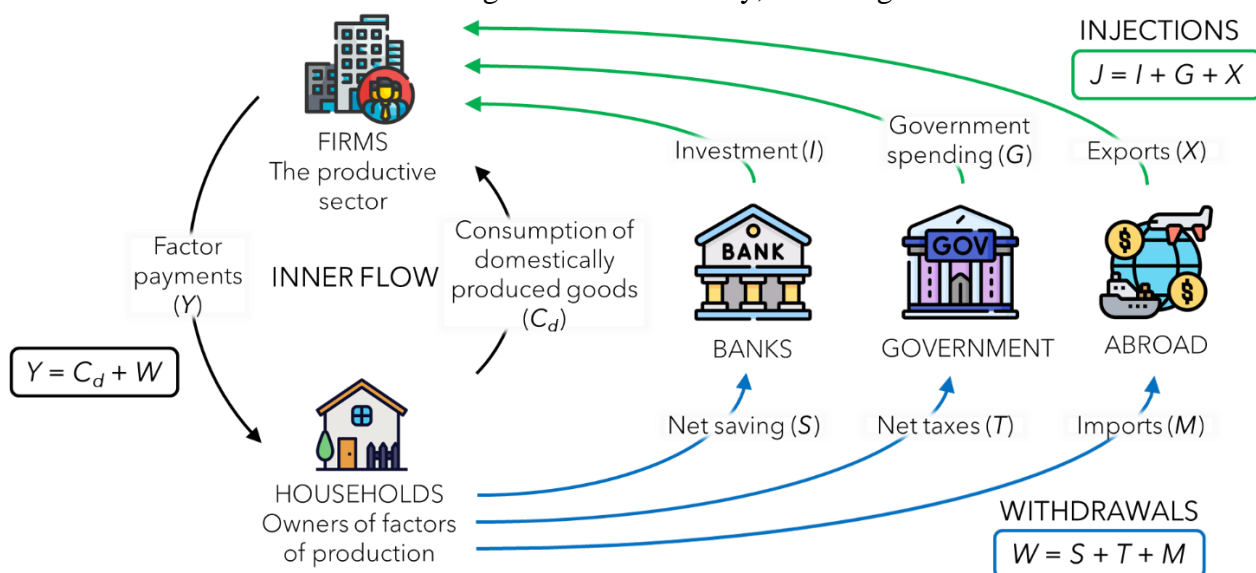 INJECTIONS
J = I + G + X
FIRMS
The productive
sector
Investment (I)
Government
spending (G)
Exports (X)
Factor
payments
(Y)
INNER FLOW
Consumption of
domestically
produced goods
(C_d)
BANK
GOV
$
$
BANKS
GOVERNMENT
ABROAD
Y = C_d + W
Net saving (S)
Net taxes (T)
Imports (M)
HOUSEHOLDS
Owners of factors
of production
WITHDRAWALS
W = S + T + M